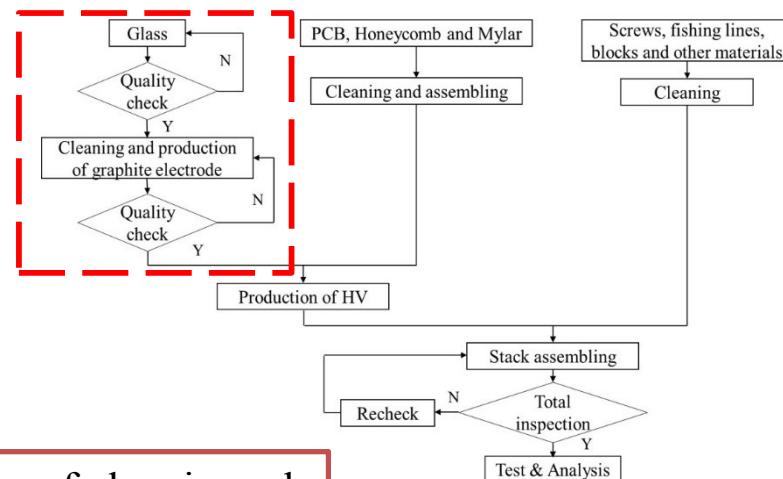 Glass
N
Quality
check
Y
Cleaning and production
of graphite electrode
N
Quality
check
Y
PCB, Honeycomb and Mylar
Cleaning and assembling
Screws, fishing lines,
blocks and other materials
Cleaning
Production of HV
Stack assembling
N
Recheck
Total
inspection
Y
Test & Analysis
of